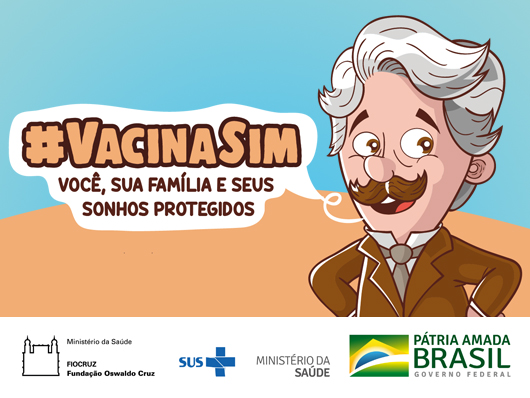 #VACINASIM
VOCÊ, SUA FAMÍLIA E SEUS
SONHOS PROTEGIDOS
Ministério da Saúde
FIOCRUZ
Fundação Oswaldo Cruz
SUS
MINISTÉRIO DA
SAÚDE
PÁTRIA AMADA
BRASIL
GOVERNO FEDERAL